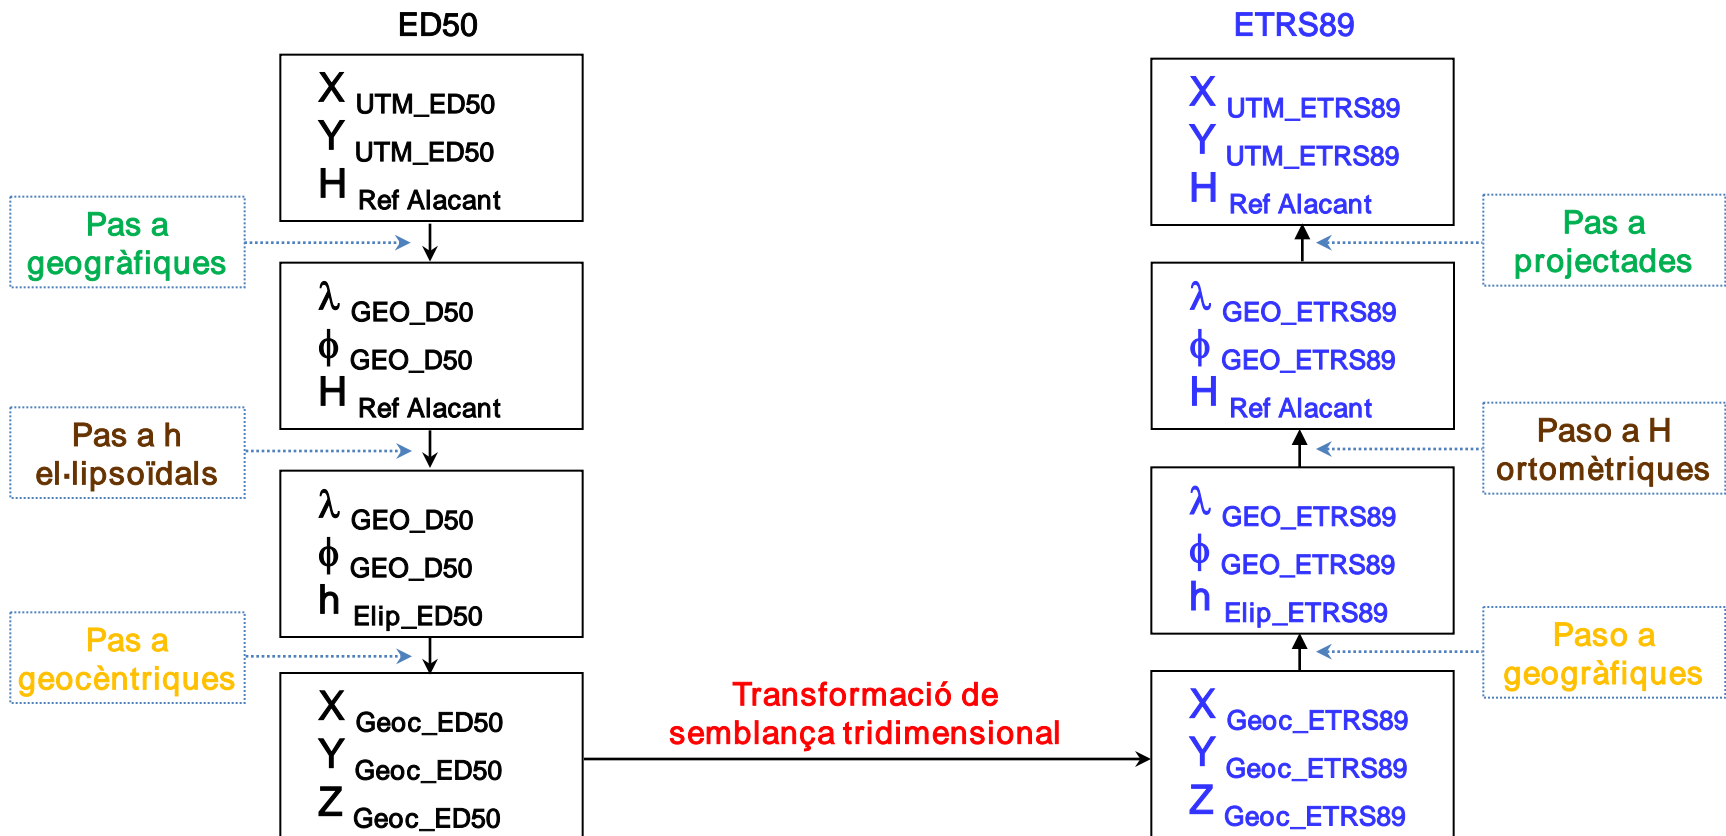 ED50
X UTM_ED50
Y UTM_ED50
H Ref Alacant
Pas a
geogràfiques
λ GEO_D50
ϕ GEO_D50
H Ref Alacant
Pas a h
el·lipsoïdals
λ GEO_D50
ϕ GEO_D50
h Elip_ED50
Pas a
geocèntriques
X Geoc_ED50
Y Geoc_ED50
Z Geoc_ED50
Transformació de
semblança tridimensional
ETRS89
X UTM_ETRS89
Y UTM_ETRS89
H Ref Alacant
Pas a
projectades
λ GEO_ETRS89
ϕ GEO_ETRS89
H Ref Alacant
Paso a H
ortomètriques
λ GEO_ETRS89
ϕ GEO_ETRS89
h Elip_ETRS89
Paso a
geogràfiques
X Geoc_ETRS89
Y Geoc_ETRS89
Z Geoc_ETRS89